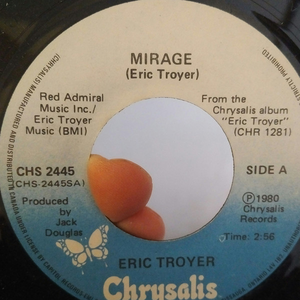 MIRAGE
(Eric Troyer)
Red Admiral
Music Inc./
Eric Troyer
Music (BMI)
From the
Chrysalis album
"Eric Troyer"
(CHR 1281)
CHS 2445
(CHS-2445SA)
SIDE A
Produced
by
Jack
Douglas
Ⓟ1980
Chrysalis
Records
Time: 2:56
ERIC TROYER
Chrysalis